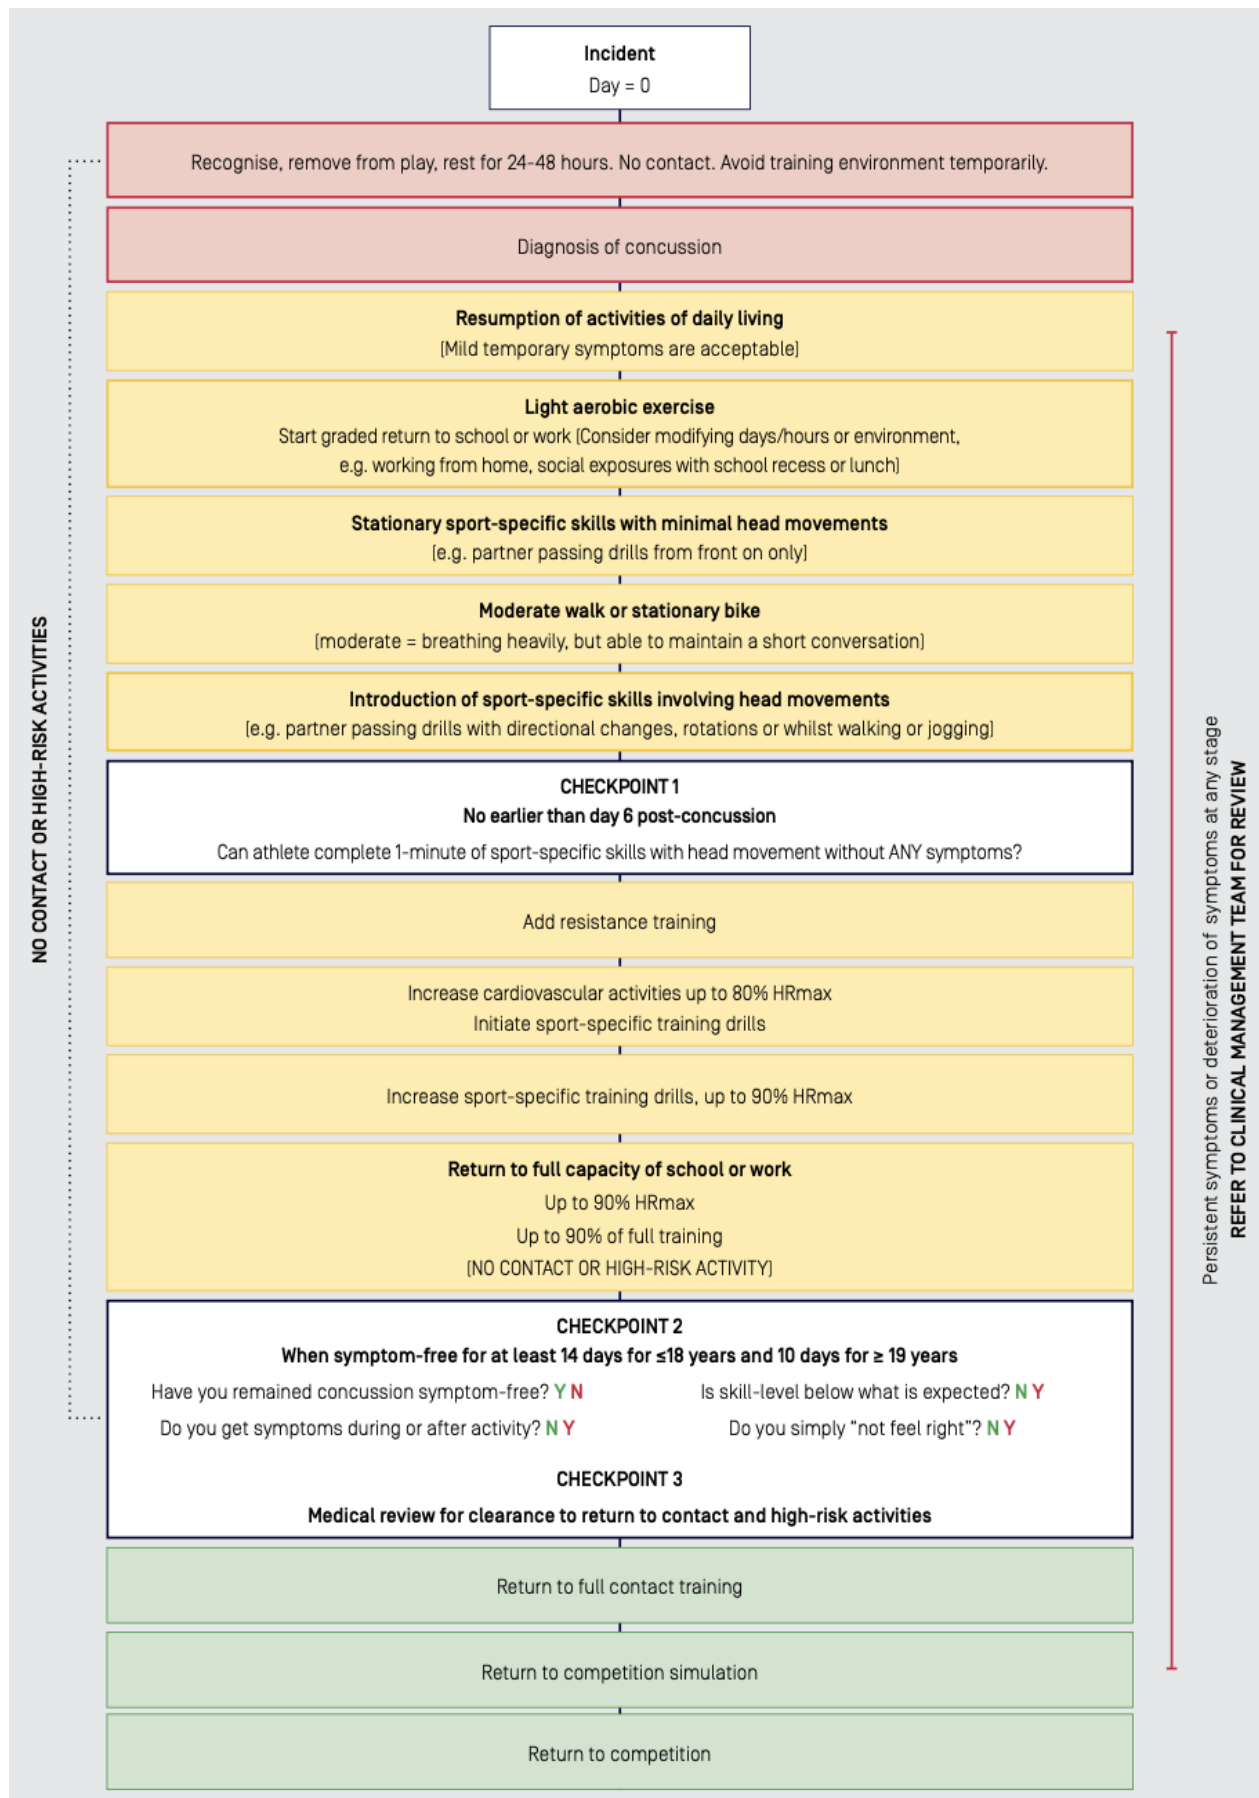 Incident
Day = 0
Recognise, remove from play, rest for 24-48 hours. No contact. Avoid training environment temporarily.
Diagnosis of concussion
Resumption of activities of daily living
(Mild temporary symptoms are acceptable)
Light aerobic exercise
Start graded return to school or work (Consider modifying days/hours or environment,
e.g. working from home, social exposures with school recess or lunch)
Stationary sport-specific skills with minimal head movements
(e.g. partner passing drills from front on only)
Moderate walk or stationary bike
(moderate = breathing heavily, but able to maintain a short conversation)
Introduction of sport-specific skills involving head movements
(e.g. partner passing drills with directional changes, rotations or whilst walking or jogging)
CHECKPOINT 1
No earlier than day 6 post-concussion
Can athlete complete 1-minute of sport-specific skills with head movement without ANY symptoms?
Add resistance training
Increase cardiovascular activities up to 80% HRmax
Initiate sport-specific training drills
Increase sport-specific training drills, up to 90% HRmax
Return to full capacity of school or work
Up to 90% HRmax
Up to 90% of full training
(NO CONTACT OR HIGH-RISK ACTIVITY)
CHECKPOINT 2
When symptom-free for at least 14 days for ≤18 years and 10 days for ≥ 19 years
Have you remained concussion symptom-free? Y N
Is skill-level below what is expected? N Y
Do you get symptoms during or after activity? N Y
Do you simply “not feel right”? N Y
CHECKPOINT 3
Medical review for clearance to return to contact and high-risk activities
Return to full contact training
Return to competition simulation
Return to competition
NO CONTACT OR HIGH-RISK ACTIVITIES
Persistent symptoms or deterioration of symptoms at any stage
REFER TO CLINICAL MANAGEMENT TEAM FOR REVIEW